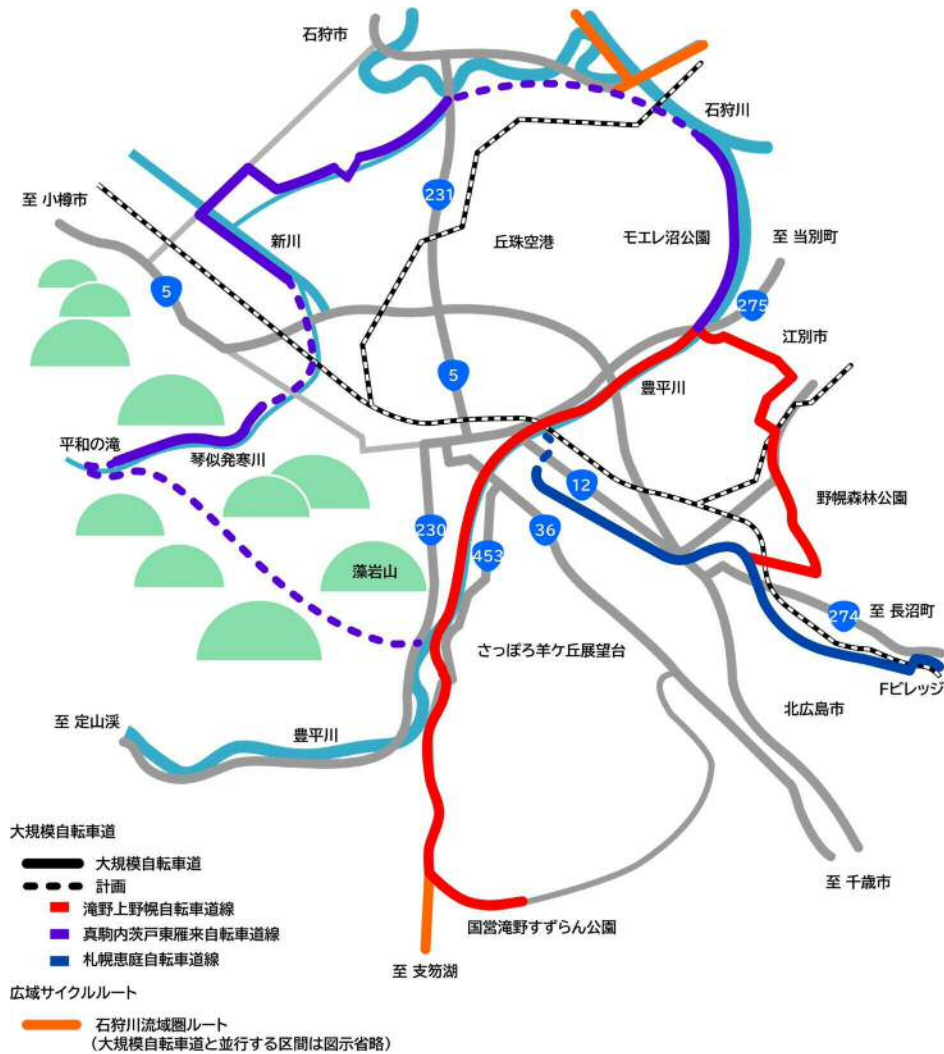 石狩市
石狩川
231
至 小樽市
新川
丘珠空港
モエレ沼公園
至 当別町
5
275
江別市
5
豊平川
平和の滝
琴似発寒川
12
野幌森林公園
230
36
453
藻岩山
至 長沼町
274
さっぽろ羊ケ丘展望台
Fビレッジ
北広島市
至 定山渓
豊平川
至 千歳市
国営滝野すずらん公園
至 支笏湖
大規模自転車道
大規模自転車道
計画
滝野上野幌自転車道線
真駒内茨戸東雁来自転車道線
札幌恵庭自転車道線
広域サイクルルート
石狩川流域圏ルート
(大規模自転車道と並行する区間は図示省略)